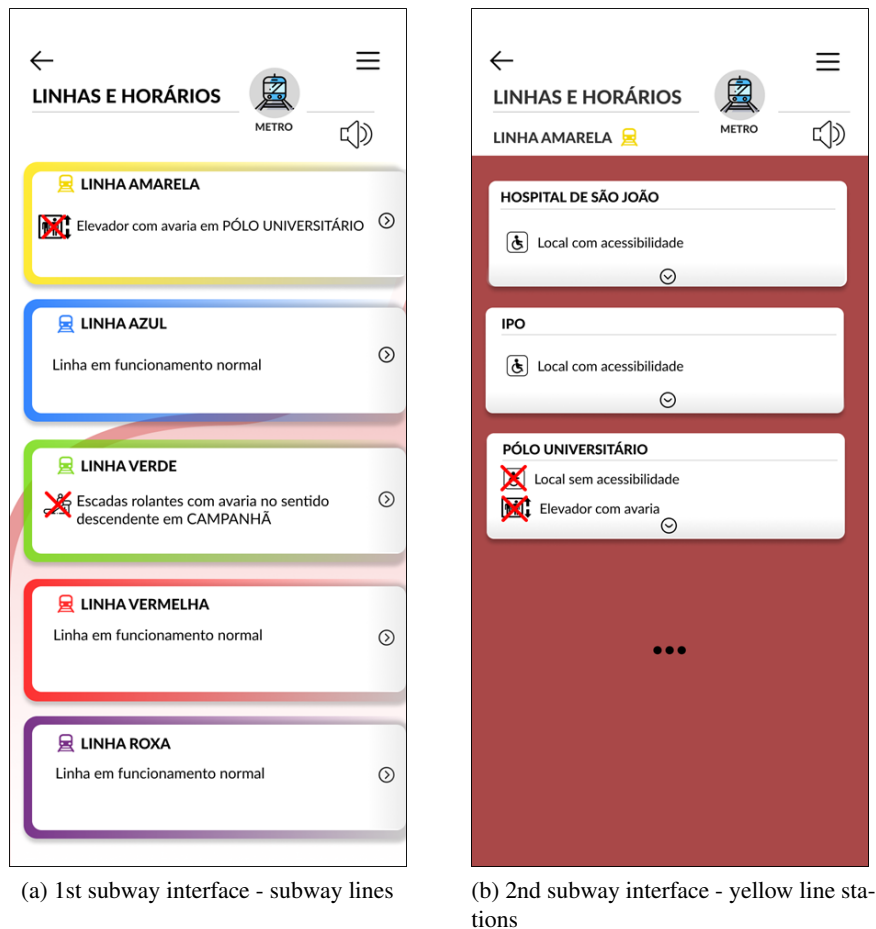 LINHAS E HORÁRIOS
METRO
LINHA AMARELA
Elevador com avaria em PÓLO UNIVERSITÁRIO
LINHA AZUL
Linha em funcionamento normal
LINHA VERDE
Escadas rolantes com avaria no sentido
descendente em CAMPANHÃ
LINHA VERMELHA
Linha em funcionamento normal
LINHA ROXA
Linha em funcionamento normal
(a) 1st subway interface - subway lines
LINHAS E HORÁRIOS
METRO
LINHA AMARELA
HOSPITAL DE SÃO JOÃO
Local com acessibilidade
IPO
Local com acessibilidade
PÓLO UNIVERSITÁRIO
Local sem acessibilidade
Elevador com avaria
(b) 2nd subway interface - yellow line sta-
tions